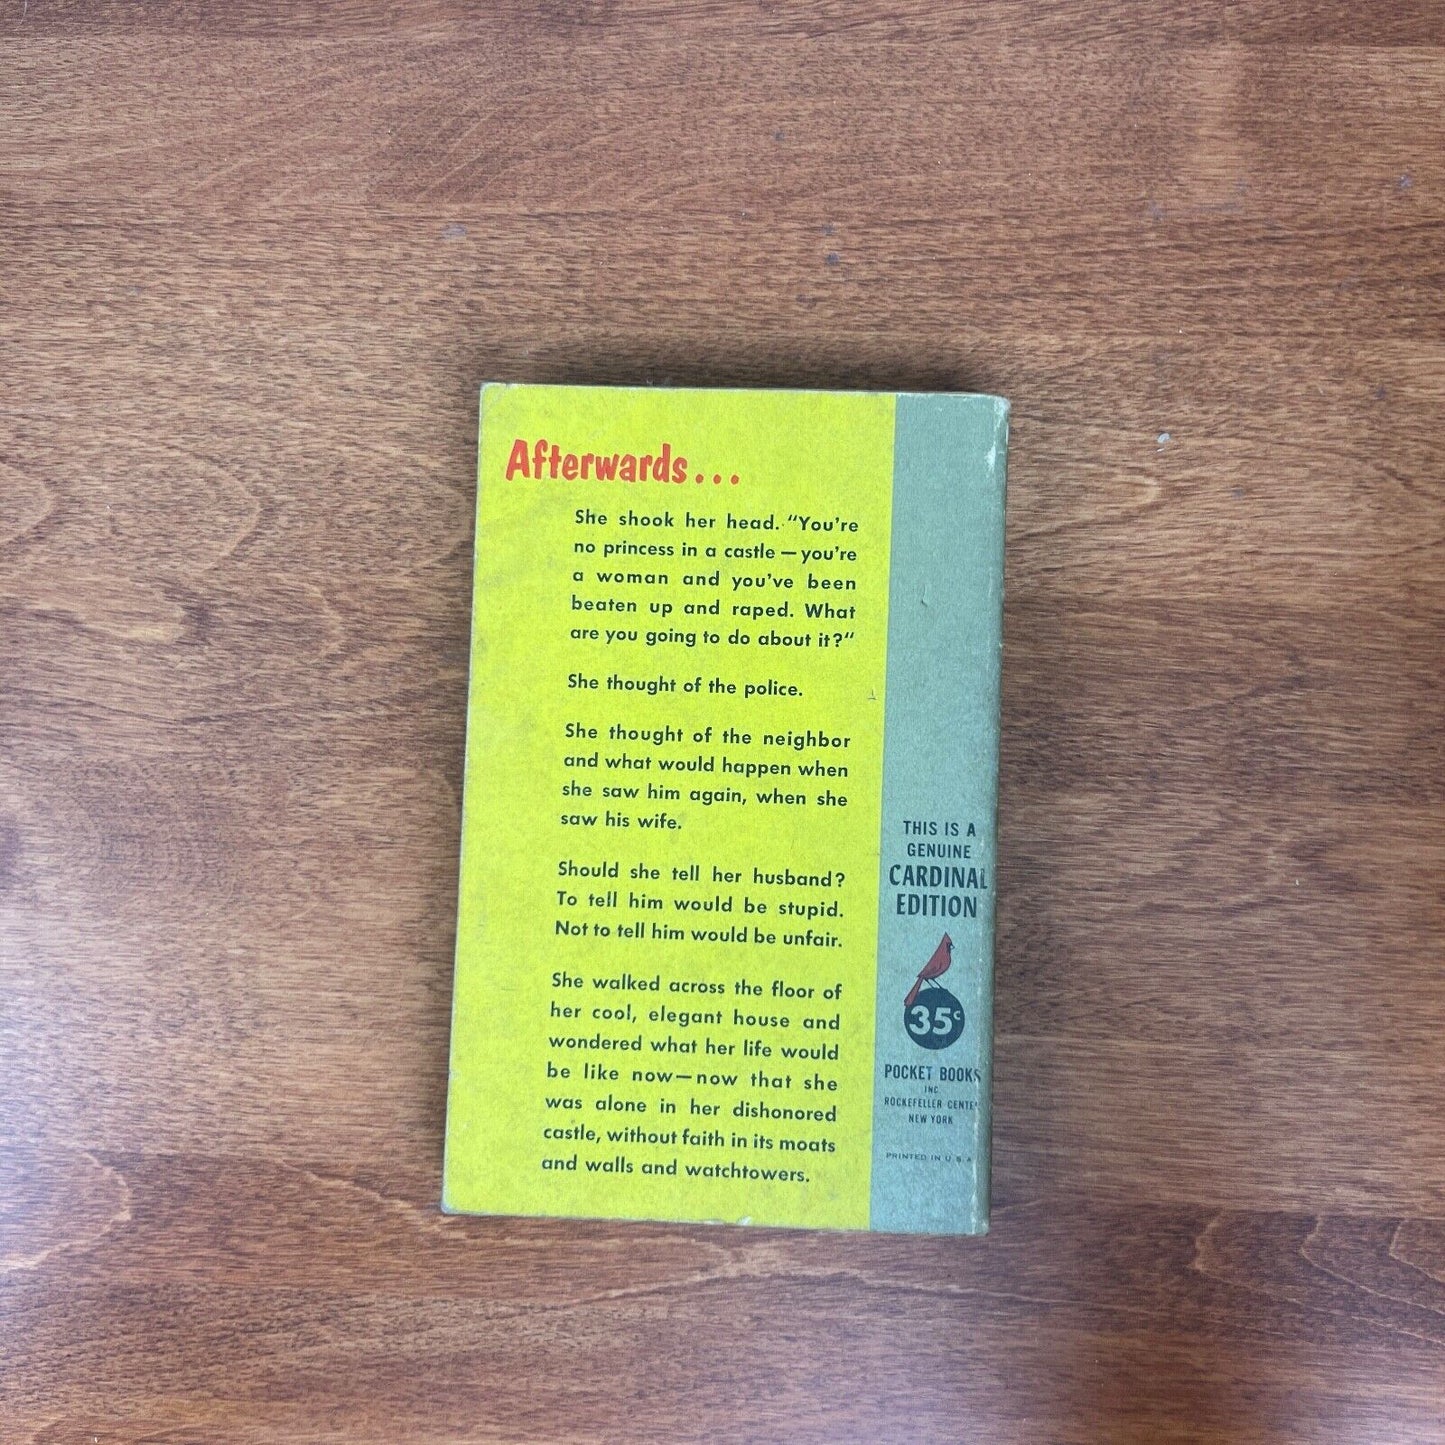 Afterwards...
She shook her head. "You're
no princess in a castle — you're
a woman and you've been
beaten up and raped. What
are you going to do about it?"
She thought of the police.
She thought of the neighbor
and what would happen when
she saw him again, when she
saw his wife.
Should she tell her husband?
To tell him would be stupid.
Not to tell him would be unfair.
She walked across the floor of
her cool, elegant house and
wondered what her life would
be like now—now that she
was alone in her dishonored
castle, without faith in its moats
and walls and watchtowers.
THIS IS A
GENUINE
CARDINAL
EDITION
35¢
POCKET BOOKS
INC.
ROCKEFELLER CENTE
NEW YORK
PRINTED IN U.S.A